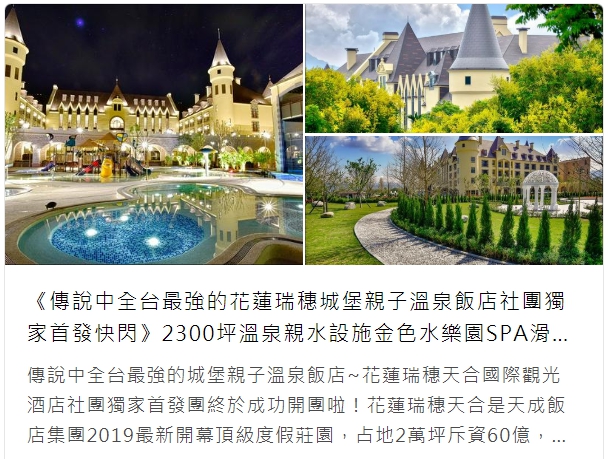 《傳說中全台最強的花蓮瑞穗城堡親子溫泉飯店社團獨
家首發快閃》2300坪溫泉親水設施金色水樂園SPA滑...
傳說中全台最強的城堡親子溫泉飯店~花蓮瑞穗天合國際觀光
酒店社團獨家首發團終於成功開團啦！花蓮瑞穗天合是天成飯
店集團2019最新開幕頂級度假莊園，占地2萬坪斥資60億，...